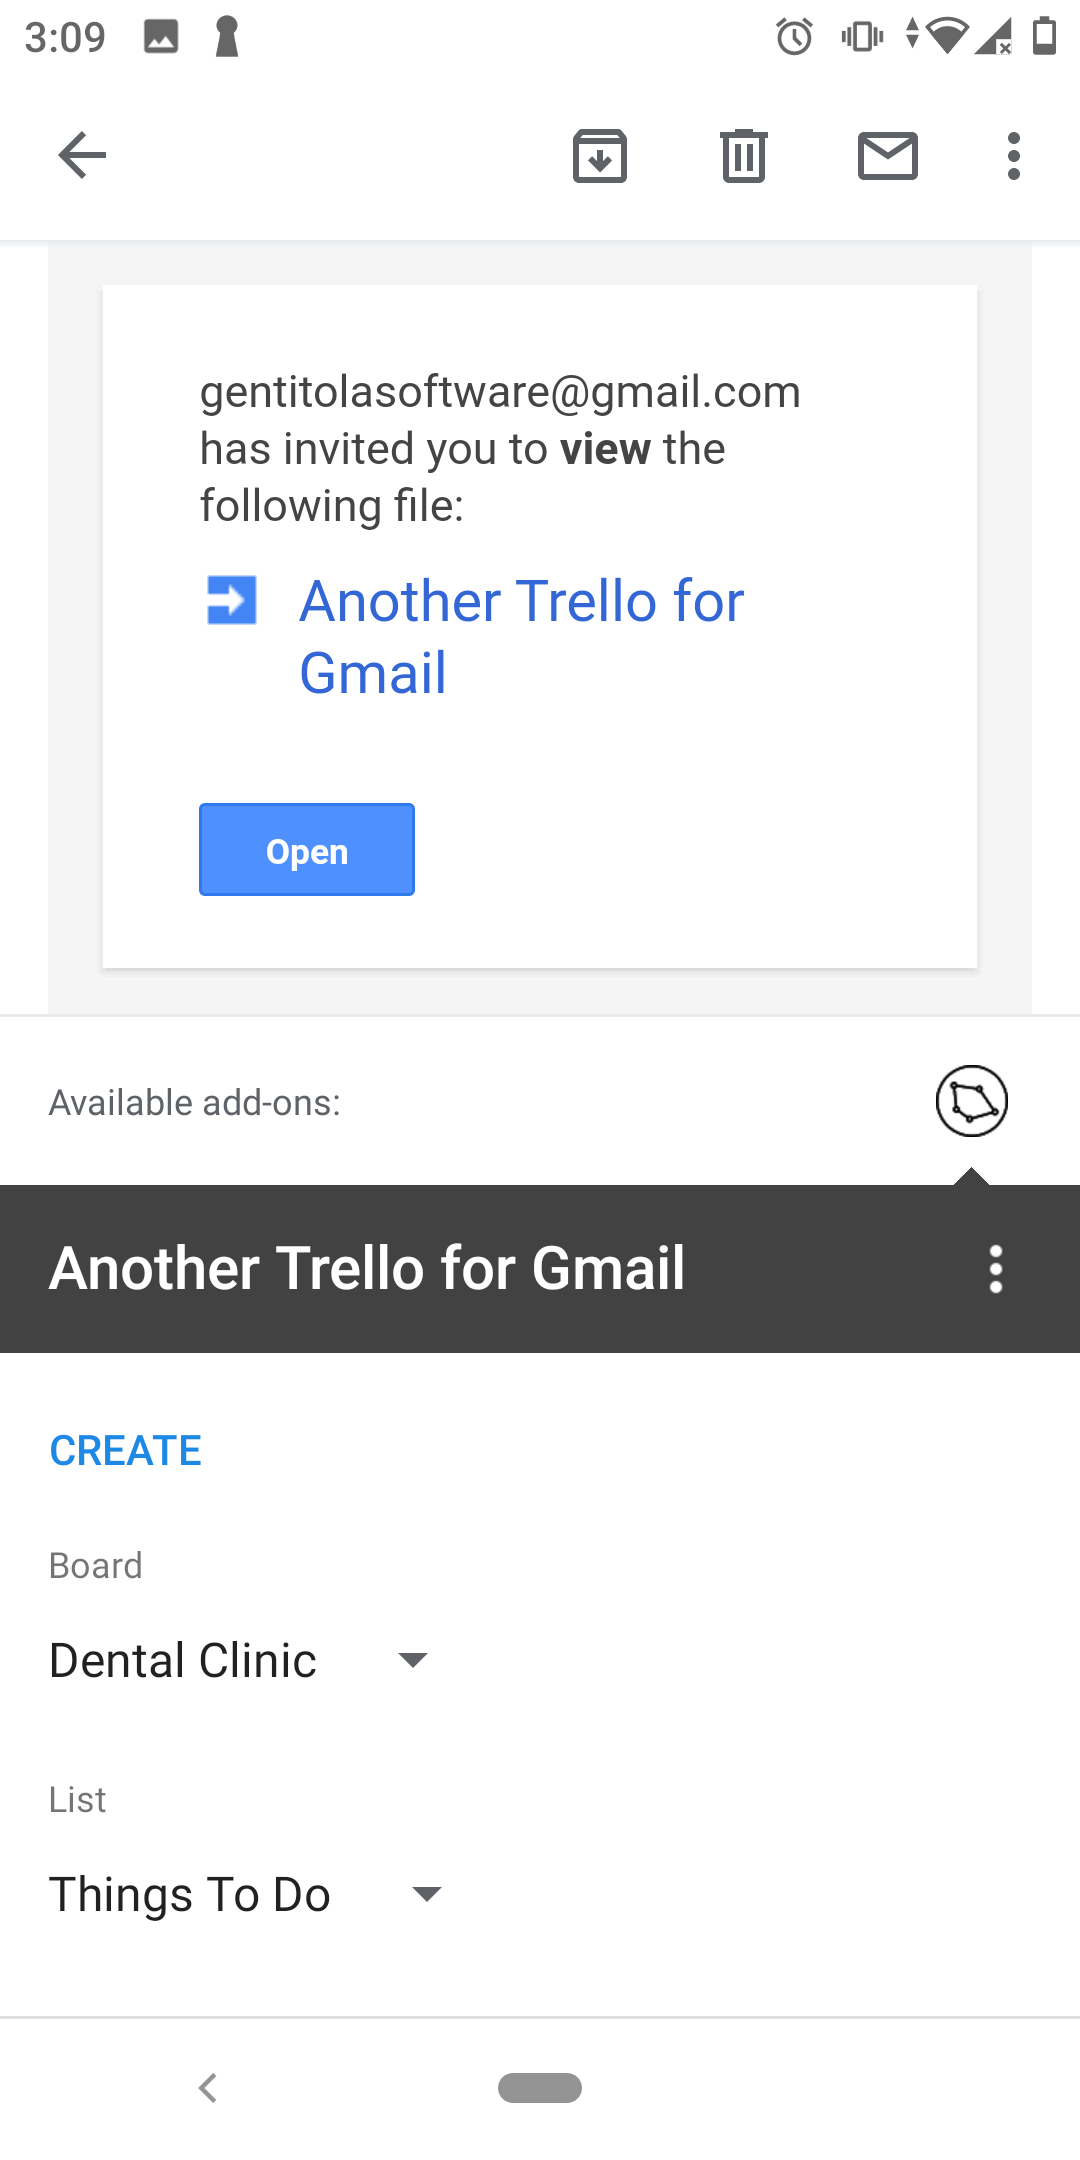 3:09
gentitolasoftware@gmail.com
has invited you to view the
following file:
Another Trello for
Gmail
Open
Available add-ons:
Another Trello for Gmail
CREATE
Board
Dental Clinic
List
Things To Do